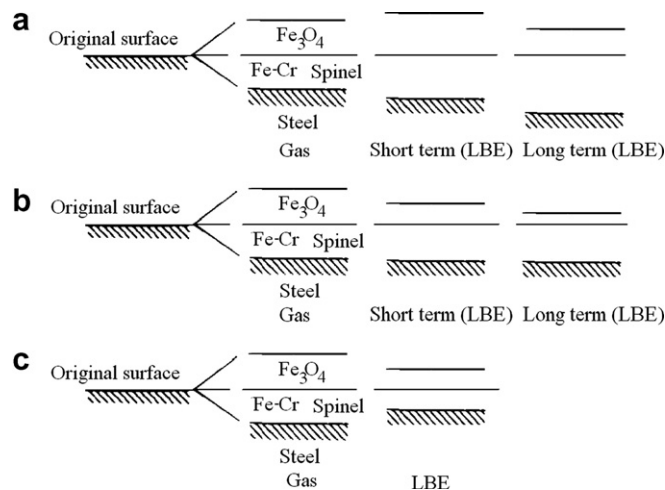 a
Original surface
Fe3O4
Fe-Cr Spinel
Steel
Gas Short term (LBE) Long term (LBE)
b
Original surface
Fe3O4
Fe-Cr Spinel
Steel
Gas Short term (LBE) Long term (LBE)
c
Original surface
Fe3O4
Fe-Cr Spinel
Steel
Gas LBE